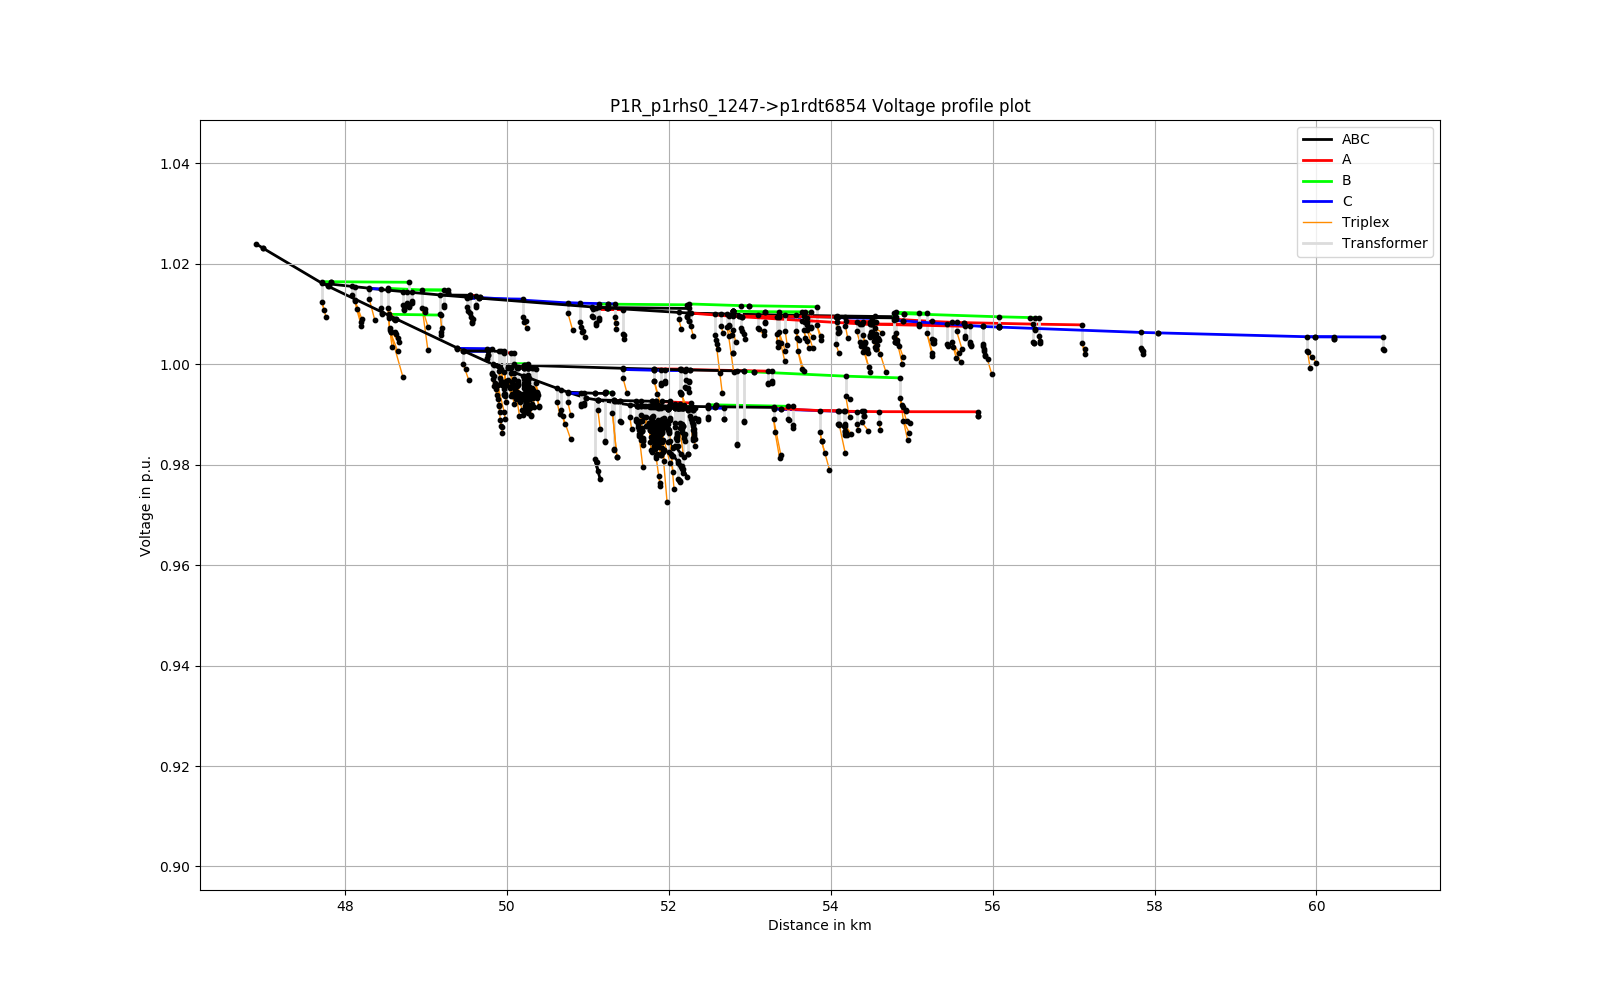 P1R_p1rhs0_1247->p1rdt6854 Voltage profile plot
ABC
A
B
C
Triplex
Transformer
1.04
1.02
1.00
0.98
0.96
0.94
0.92
0.90
Voltage in p.u.
48
50
52
54
56
58
60
Distance in km